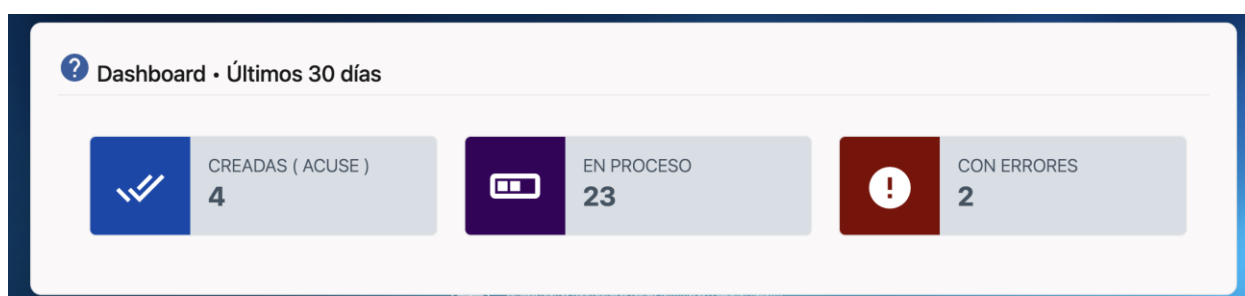 Dashboard • Últimos 30 días
CREADAS ( ACUSE )
4
EN PROCESO
23
CON ERRORES
2